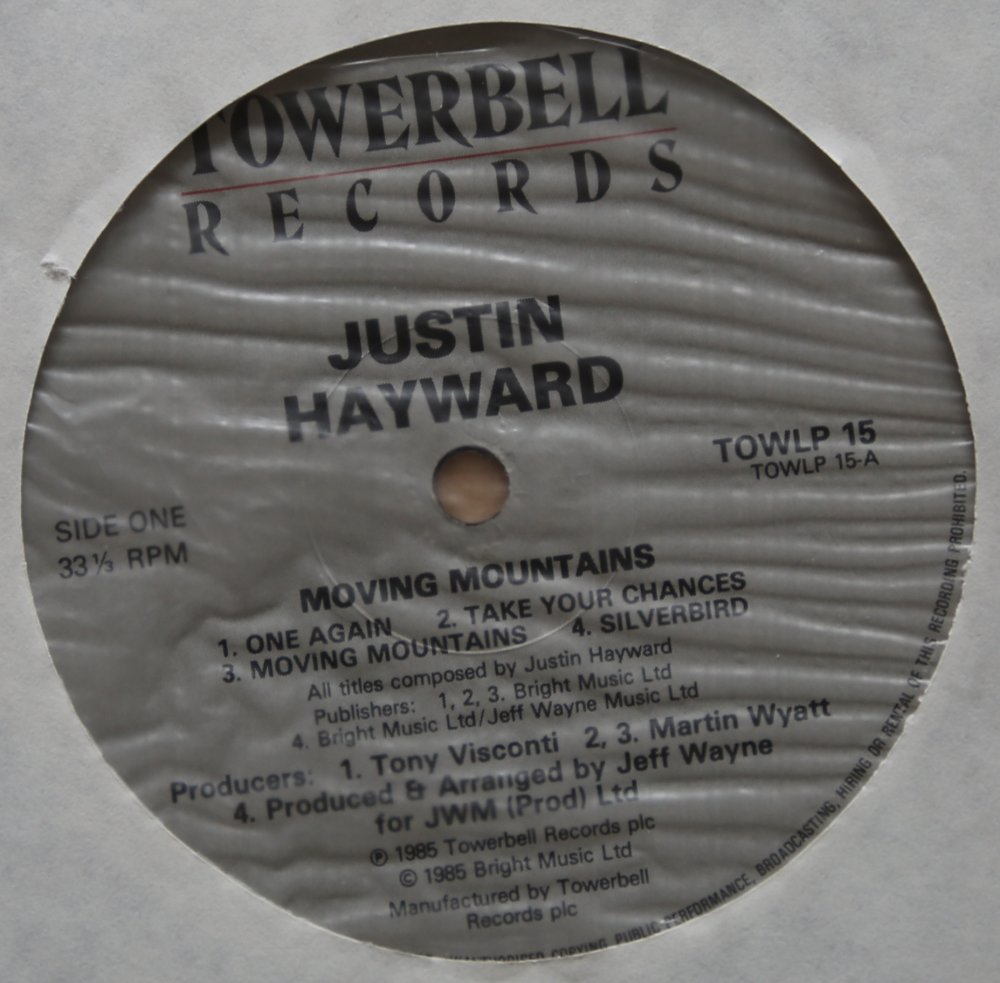 TOWERBELL
RECORDS
JUSTIN
HAYWARD
TOWLP 15
TOWLP 15-A
SIDE ONE
33⅓ RPM
MOVING MOUNTAINS
1. ONE AGAIN 2. TAKE YOUR CHANCES
3. MOVING MOUNTAINS 4. SILVERBIRD
All titles composed by Justin Hayward
Publishers: 1, 2, 3. Bright Music Ltd
4. Bright Music Ltd/Jeff Wayne Music Ltd
Producers: 1. Tony Visconti 2, 3. Martin Wyatt
4. Produced & Arranged by Jeff Wayne
for JWM (Prod) Ltd
℗ 1985 Towerbell Records plc
© 1985 Bright Music Ltd
Manufactured by Towerbell
Records plc
COPYING, PUBLIC PERFORMANCE, BROADCASTING, HIRING OR RENTAL OF THIS RECORDING PROHIBITED.